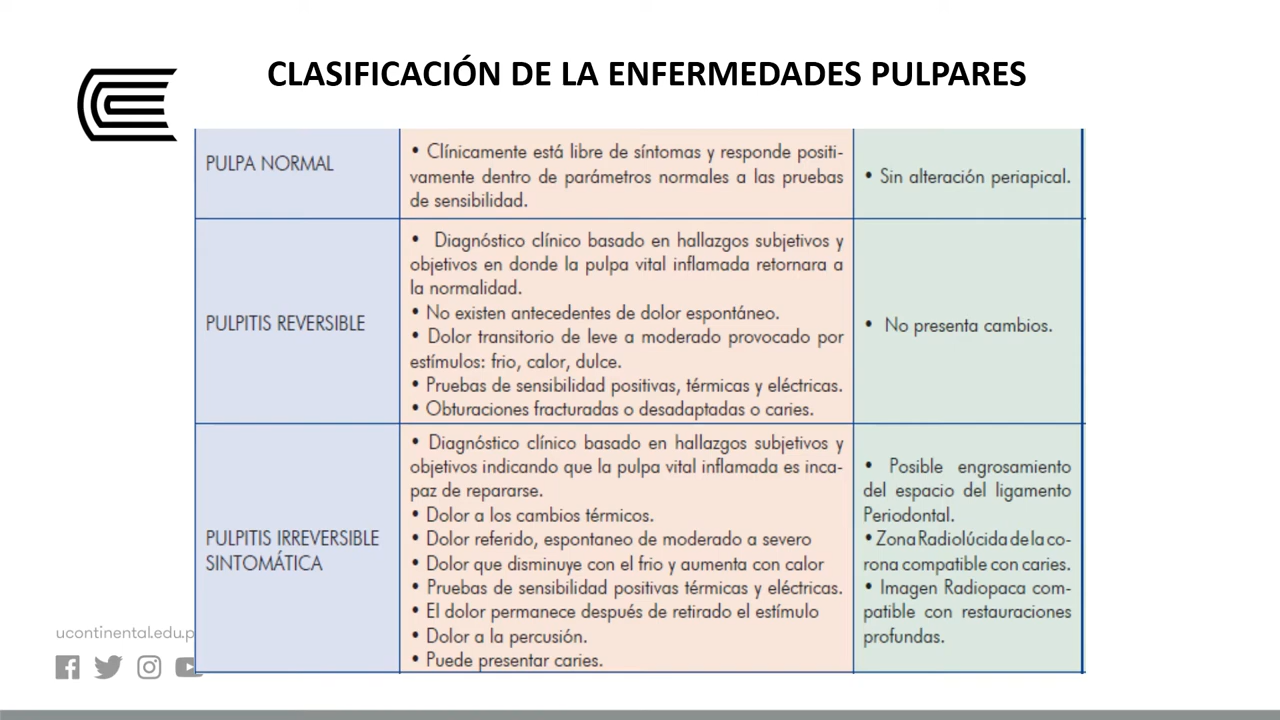 CLASIFICACIÓN DE LA ENFERMEDADES PULPARES
PULPA NORMAL
• Clínicamente está libre de síntomas y responde positi-
vamente dentro de parámetros normales a las pruebas
de sensibilidad.
• Sin alteración periapical.
PULPITIS REVERSIBLE
• Diagnóstico clínico basado en hallazgos subjetivos y
objetivos en donde la pulpa vital inflamada retornara a
la normalidad.
• No existen antecedentes de dolor espontáneo.
• Dolor transitorio de leve a moderado provocado por
estímulos: frio, calor, dulce.
• Pruebas de sensibilidad positivas, térmicas y eléctricas.
• Obturaciones fracturadas o desadaptadas o caries.
• No presenta cambios.
PULPITIS IRREVERSIBLE
SINTOMÁTICA
• Diagnóstico clínico basado en hallazgos subjetivos y
objetivos indicando que la pulpa vital inflamada es inca-
paz de repararse.
• Dolor a los cambios térmicos.
• Dolor referido, espontaneo de moderado a severo
• Dolor que disminuye con el frio y aumenta con calor
• Pruebas de sensibilidad positivas térmicas y eléctricas.
• El dolor permanece después de retirado el estímulo
• Dolor a la percusión.
• Puede presentar caries.
• Posible engrosamiento
del espacio del ligamento
Periodontal.
• Zona Radiolúcida de la co-
rona compatible con caries.
• Imagen Radiopaca com-
patible con restauraciones
profundas.
ucontinental.edu.p